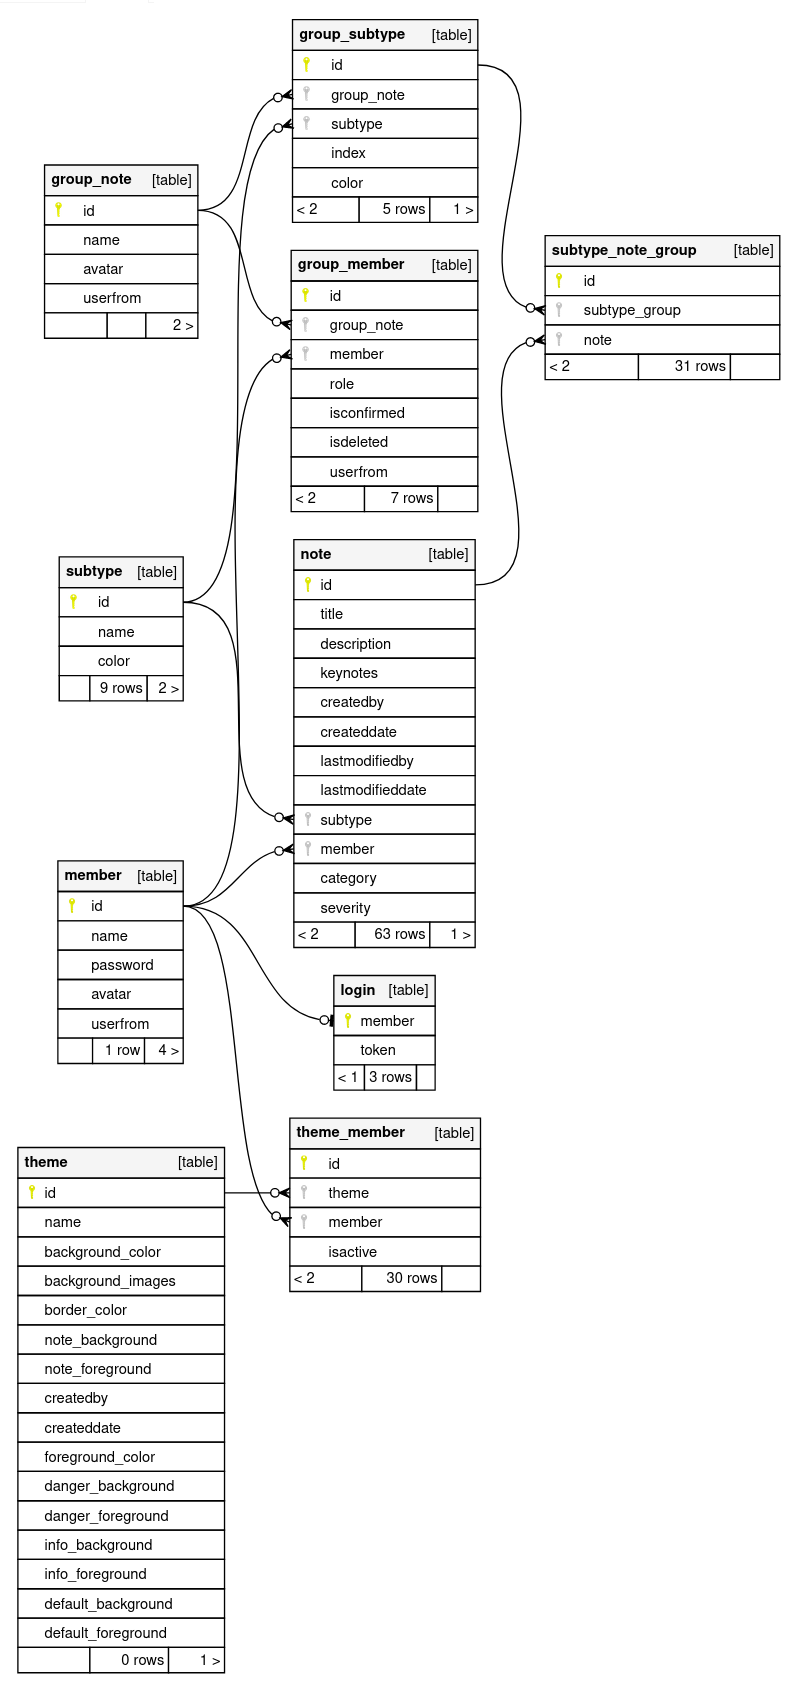 group_subtype [table]
id
group_note
subtype
index
color
< 2 5 rows 1 >
group_note [table]
id
name
avatar
userfrom
2 >
group_member [table]
id
group_note
member
role
isconfirmed
isdeleted
userfrom
< 2 7 rows
subtype_note_group [table]
id
subtype_group
note
< 2 31 rows
subtype [table]
id
name
color
9 rows 2 >
note [table]
id
title
description
keynotes
createdby
createddate
lastmodifiedby
lastmodifieddate
subtype
member
category
severity
< 2 63 rows 1 >
member [table]
id
name
password
avatar
userfrom
1 row 4 >
login [table]
member
token
< 1 3 rows
theme_member [table]
id
theme
member
isactive
< 2 30 rows
theme [table]
id
name
background_color
background_images
border_color
note_background
note_foreground
createdby
createddate
foreground_color
danger_background
danger_foreground
info_background
info_foreground
default_background
default_foreground
0 rows 1 >